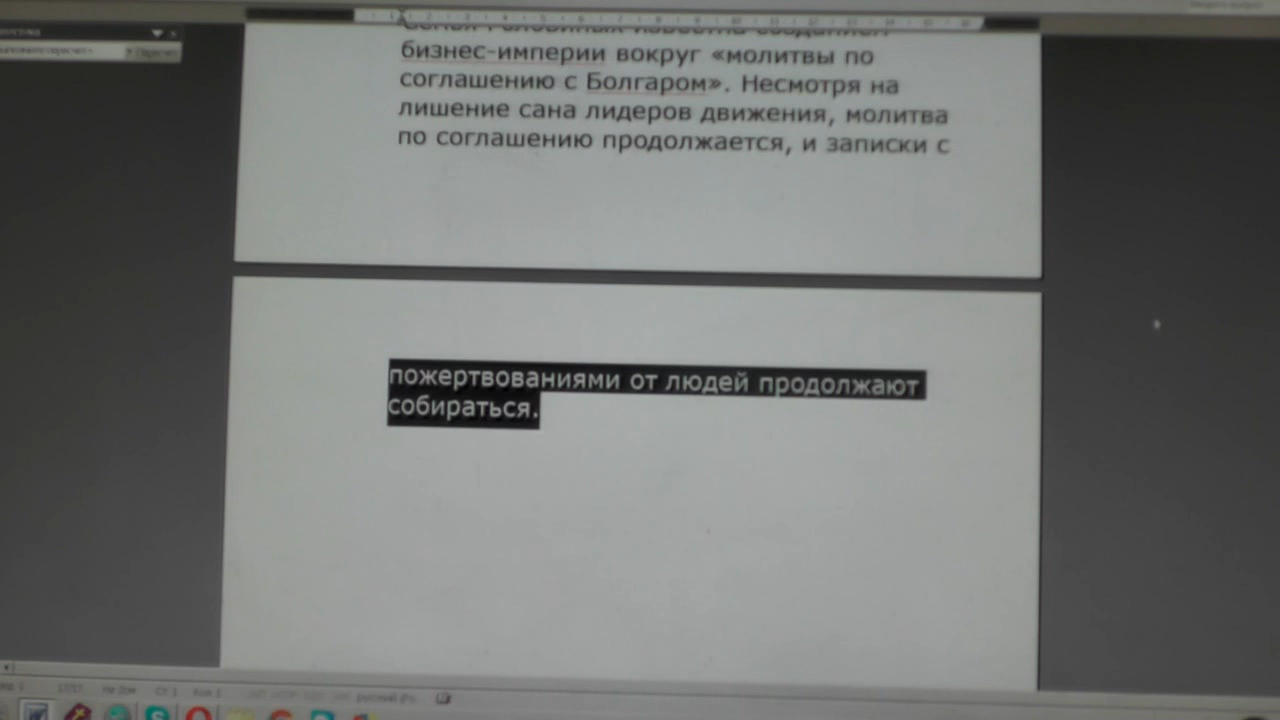 бизнес-империи вокруг «молитвы по
соглашению с Болгаром». Несмотря на
лишение сана лидеров движения, молитва
по соглашению продолжается, и записки с
пожертвованиями от людей продолжают
собираться.